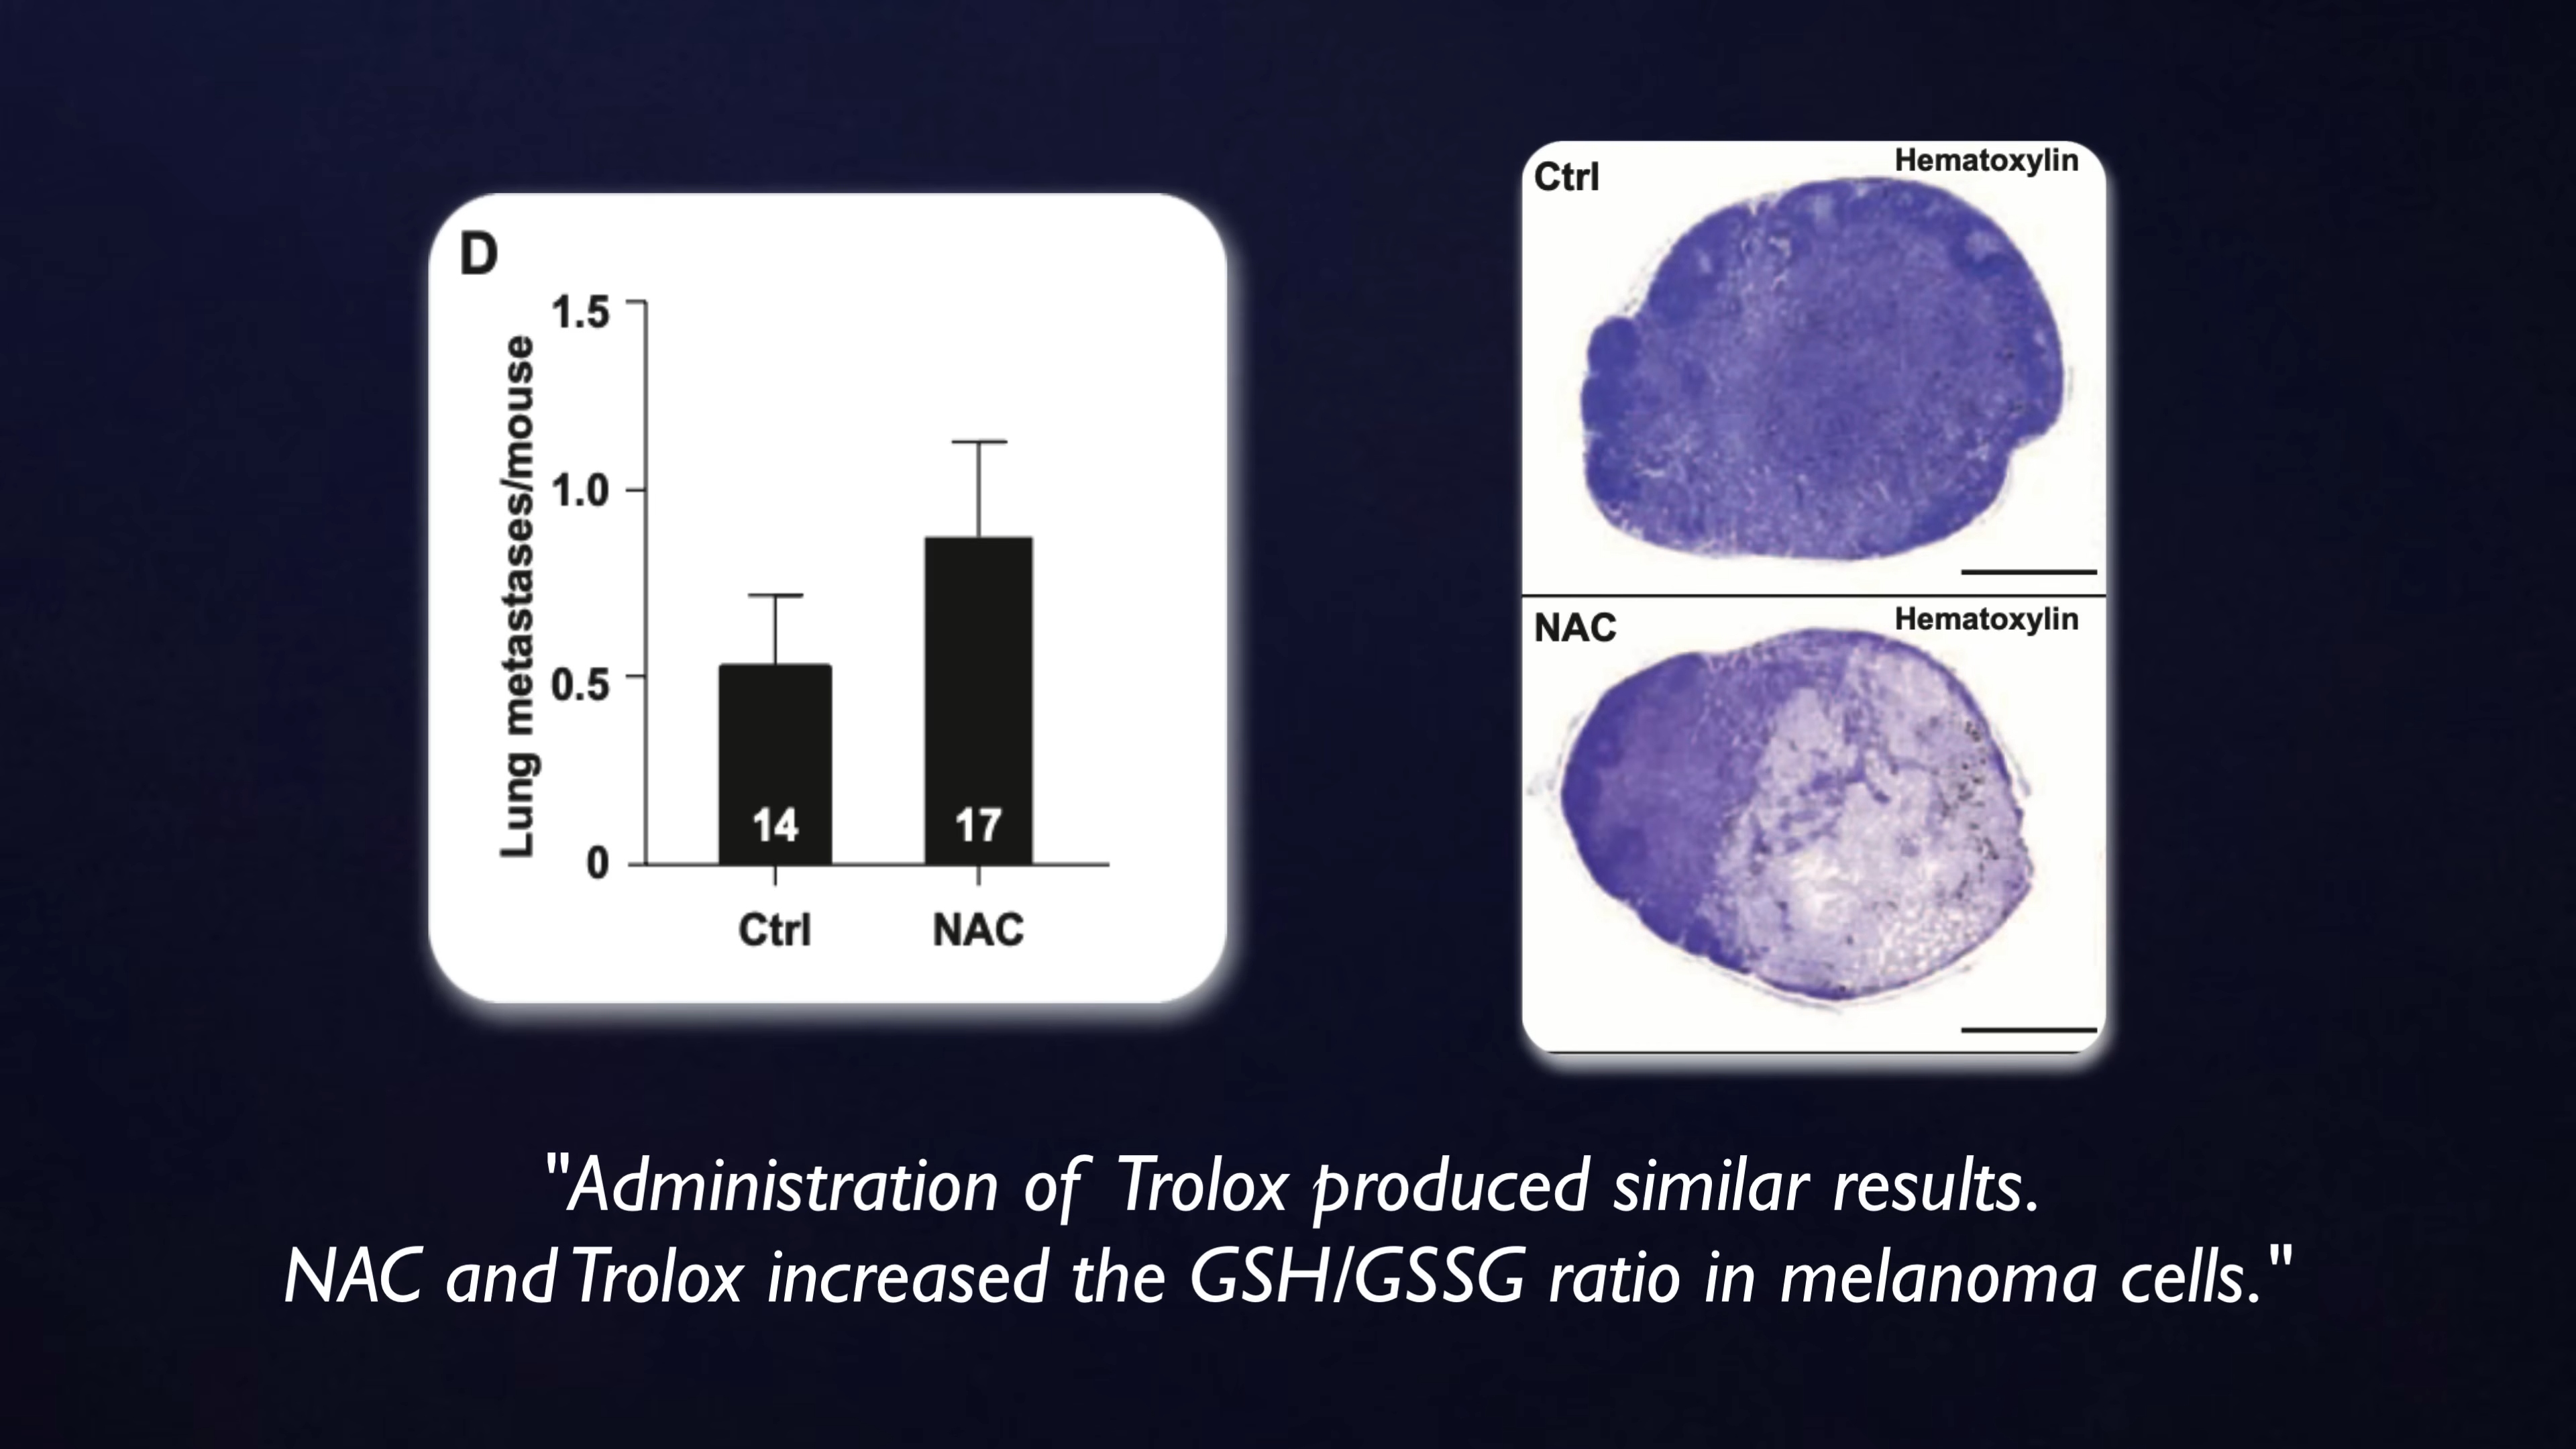 D
Lung metastases/mouse
1.5
1.0
0.5
0
14
17
Ctrl
NAC
Ctrl
Hematoxylin
NAC
Hematoxylin
"Administration of Trolox produced similar results.
NAC and Trolox increased the GSH/GSSG ratio in melanoma cells."